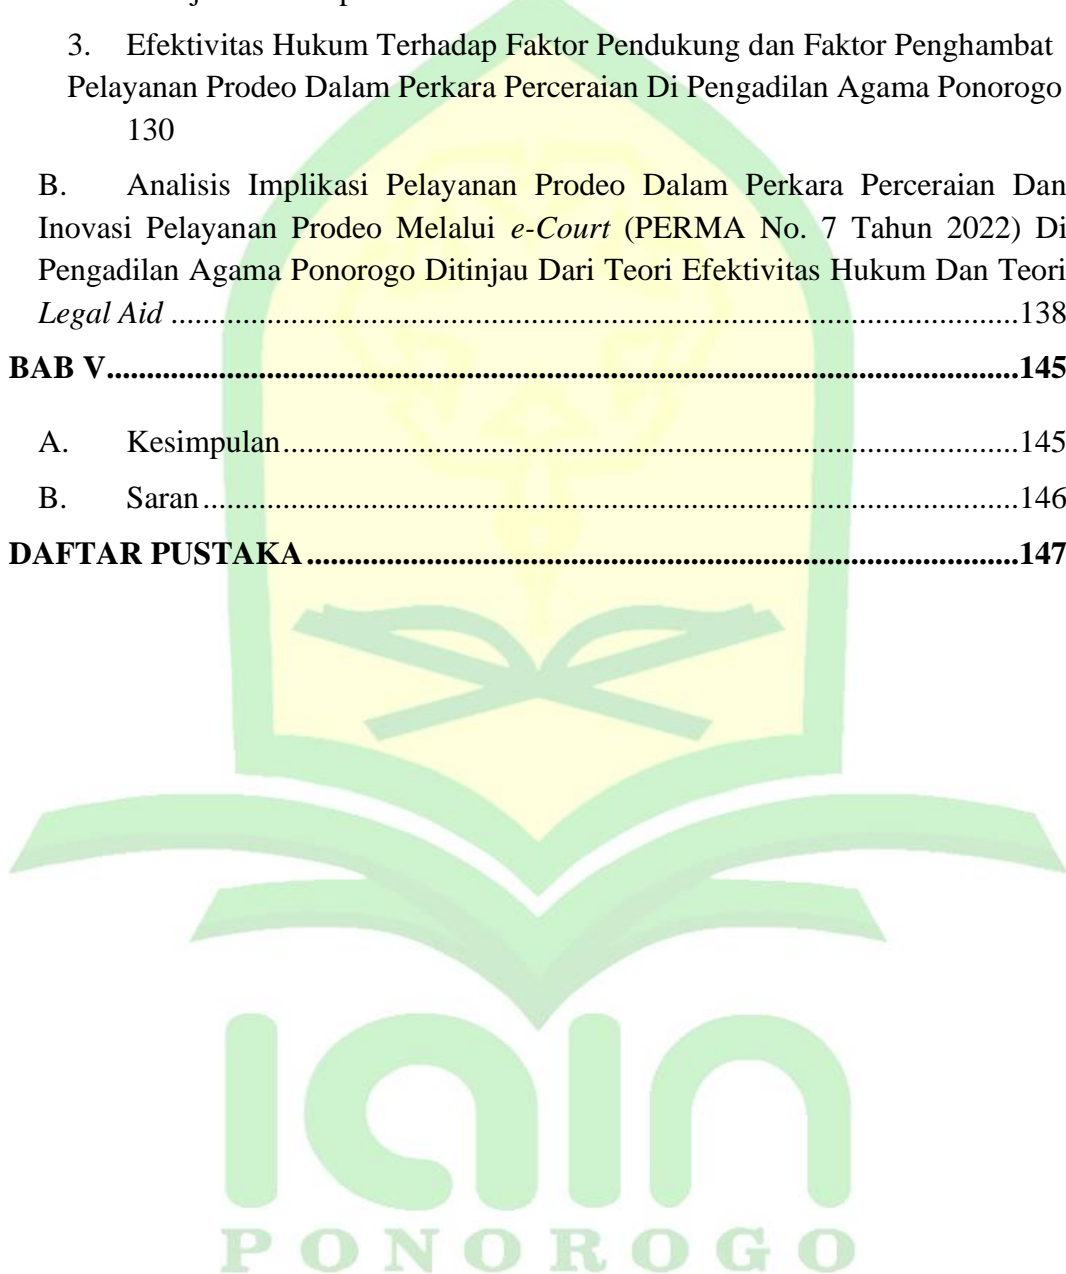 3. Efektivitas Hukum Terhadap Faktor Pendukung dan Faktor Penghambat
Pelayanan Prodeo Dalam Perkara Perceraian Di Pengadilan Agama Ponorogo
130
B. Analisis Implikasi Pelayanan Prodeo Dalam Perkara Perceraian Dan
Inovasi Pelayanan Prodeo Melalui e-Court (PERMA No. 7 Tahun 2022) Di
Pengadilan Agama Ponorogo Ditinjau Dari Teori Efektivitas Hukum Dan Teori
Legal Aid ....................................................................................................138
BAB V....................................................................................................145
A. Kesimpulan....................................................................................................145
B. Saran....................................................................................................146
DAFTAR PUSTAKA....................................................................................................147
iain
PONOROGO